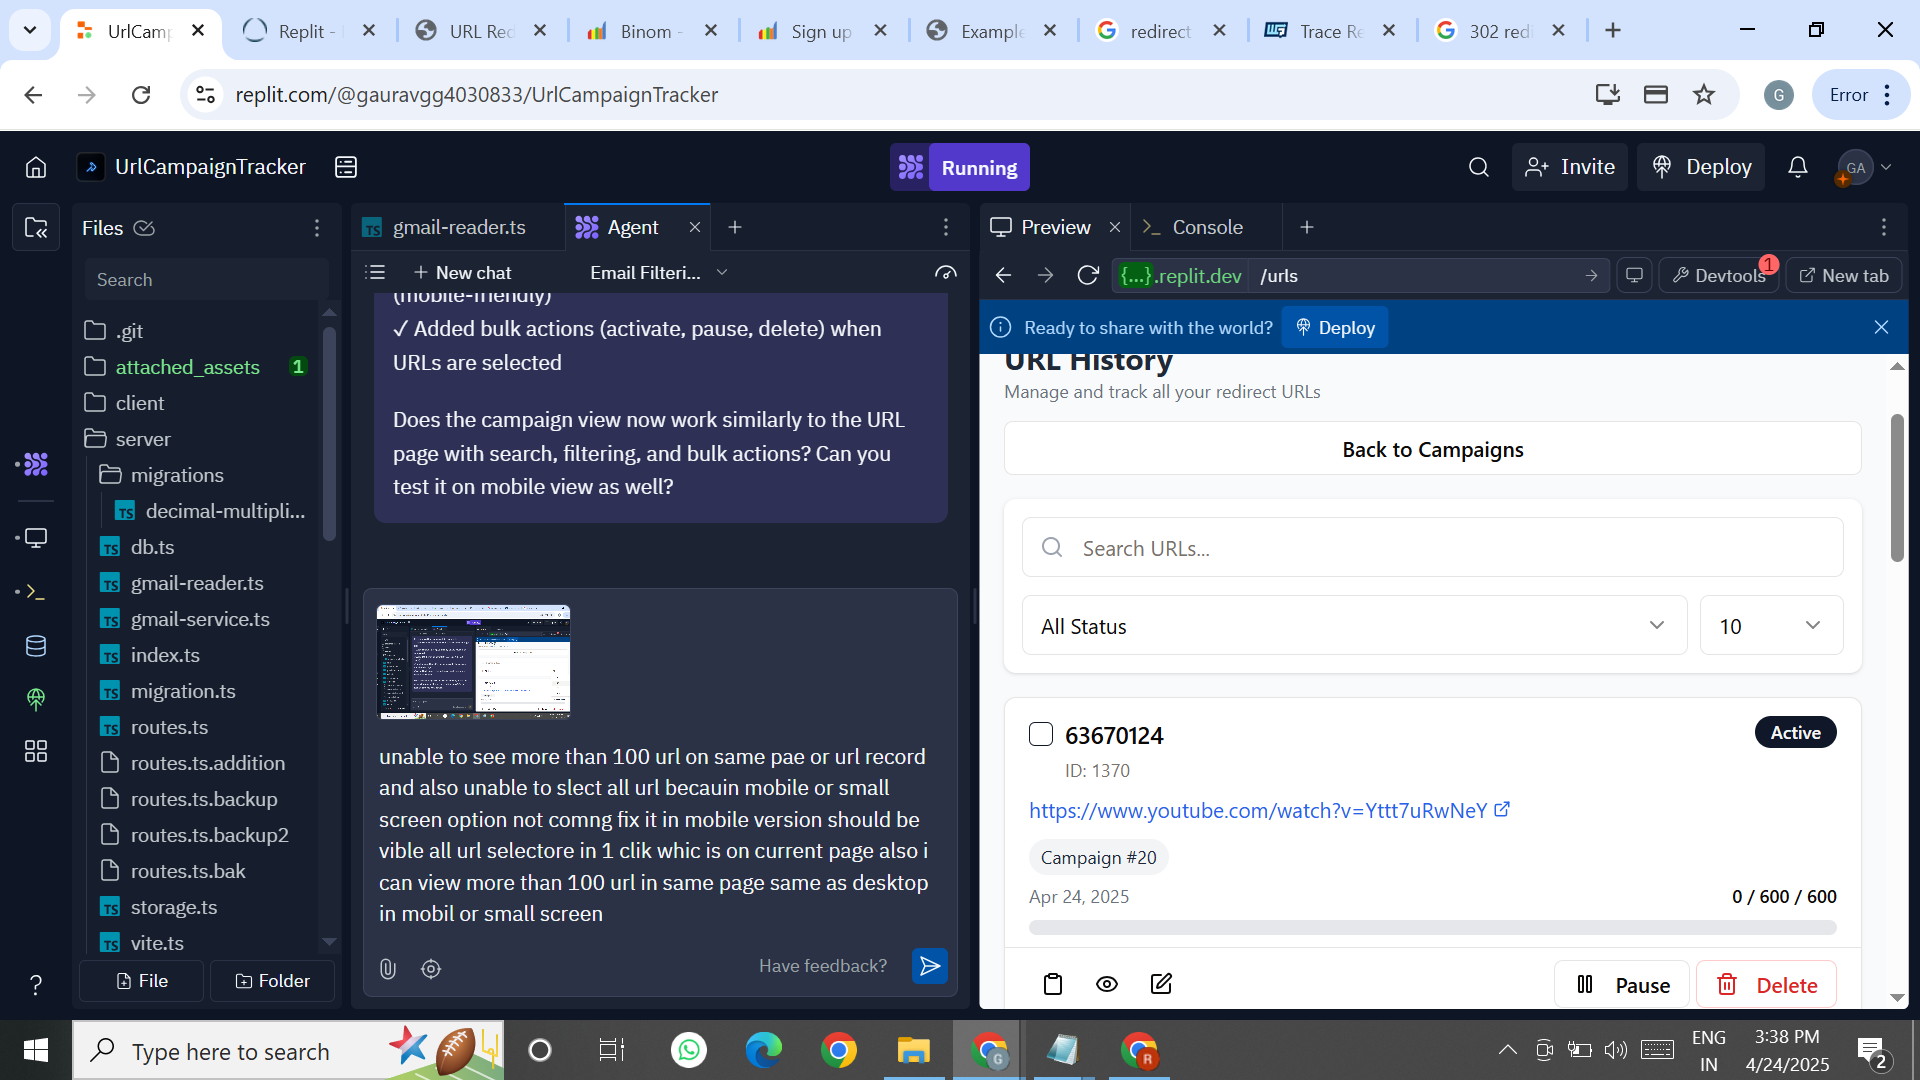 UrlCamp
Replit -
URL Red
Binom -
Sign up
Example
redirect
Trace Re
302 redi
replit.com/@gauravgg4030833/UrlCampaignTracker
G
Error
UrlCampaignTracker
Running
Invite
Deploy
GA
Files
Search
.git
attached_assets
1
client
server
migrations
decimal-multipli...
db.ts
gmail-reader.ts
gmail-service.ts
index.ts
migration.ts
routes.ts
routes.ts.addition
routes.ts.backup
routes.ts.backup2
routes.ts.bak
storage.ts
vite.ts
File
Folder
gmail-reader.ts
Agent
New chat
Email Filteri...
(mobile-friendly)
✓ Added bulk actions (activate, pause, delete) when
URLs are selected
Does the campaign view now work similarly to the URL
page with search, filtering, and bulk actions? Can you
test it on mobile view as well?
unable to see more than 100 url on same pae or url record
and also unable to slect all url becauin mobile or small
screen option not comng fix it in mobile version should be
vible all url selectore in 1 clik whic is on current page also i
can view more than 100 url in same page same as desktop
in mobil or small screen
Have feedback?
Preview
Console
{...}.replit.dev
/urls
Devtools
1
New tab
Ready to share with the world?
Deploy
URL History
Manage and track all your redirect URLs
Back to Campaigns
Search URLs...
All Status
10
63670124
Active
ID: 1370
https://www.youtube.com/watch?v=Yttt7uRwNeY
Campaign #20
Apr 24, 2025
0 / 600 / 600
Pause
Delete
Type here to search
G
R
ENG
IN
3:38 PM
4/24/2025
2